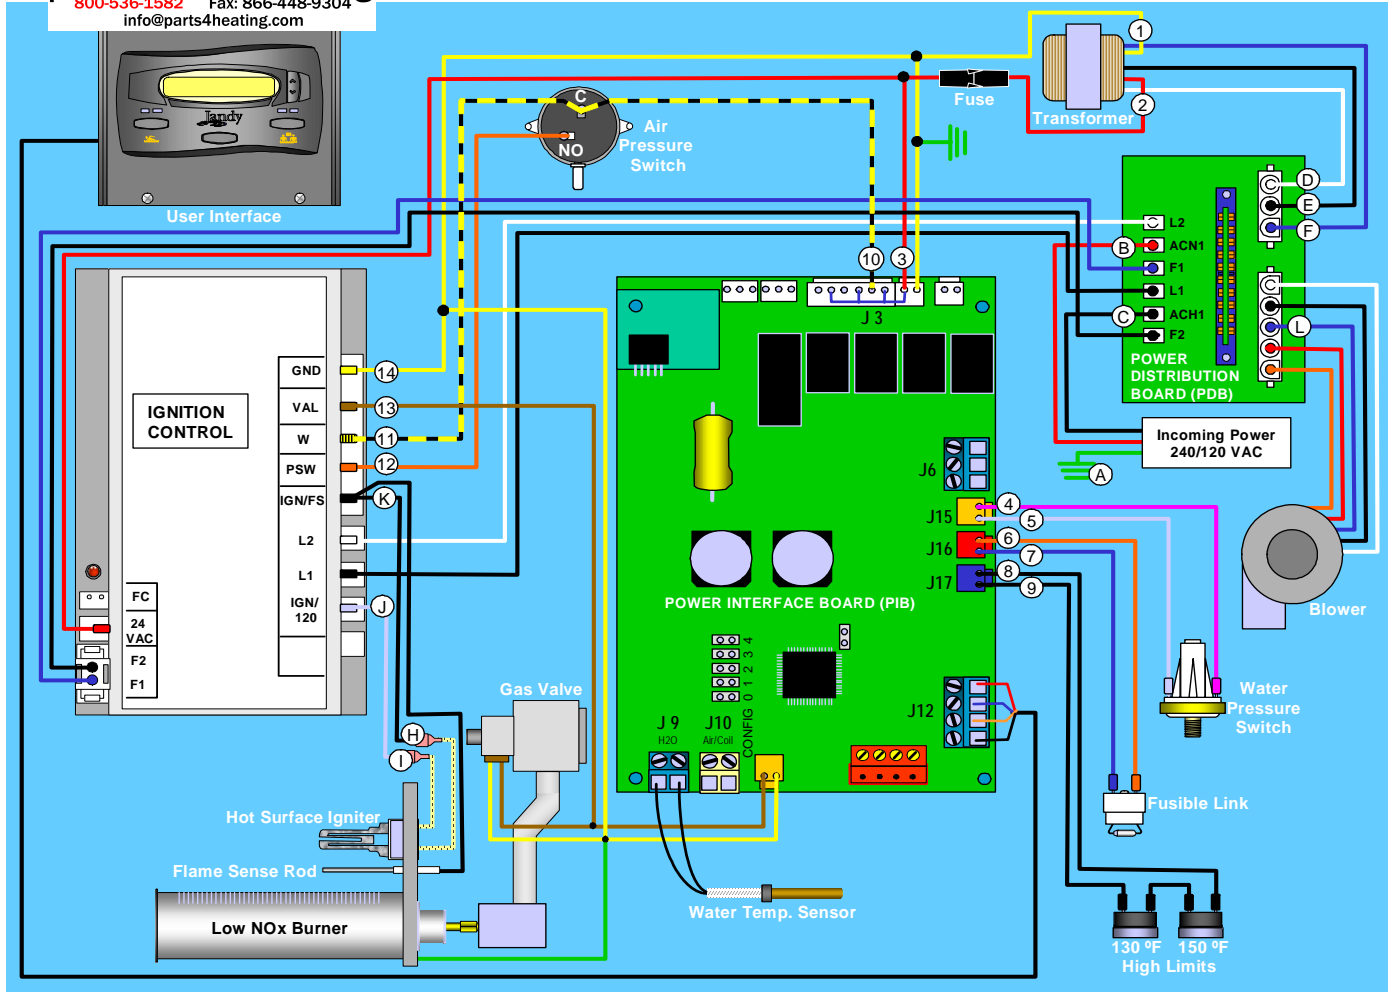 800-536-1582 Fax: 866-448-9304
info@parts4heating.com
Jandy
User Interface
C
NO
Air
Pressure
Switch
Fuse
1
2
Transformer
D
E
F
L2
B
ACN1
F1
L1
C
ACH1
F2
L
POWER
DISTRIBUTION
BOARD (PDB)
Incoming Power
240/120 VAC
A
10
3
J 3
IGNITION
CONTROL
GND
14
VAL
13
W
11
PSW
12
IGN/FS
K
L2
L1
IGN/
120
J
FC
24
VAC
F2
F1
J6
J15
4
5
J16
6
7
J17
8
9
POWER INTERFACE BOARD (PIB)
CONFIG 0 1 2 3 4
J12
J 9
H2O
J10
Air/Coil
Blower
Water
Pressure
Switch
Gas Valve
H
I
Hot Surface Igniter
Flame Sense Rod
Low NOx Burner
Water Temp. Sensor
Fusible Link
130 ºF
150 ºF
High Limits